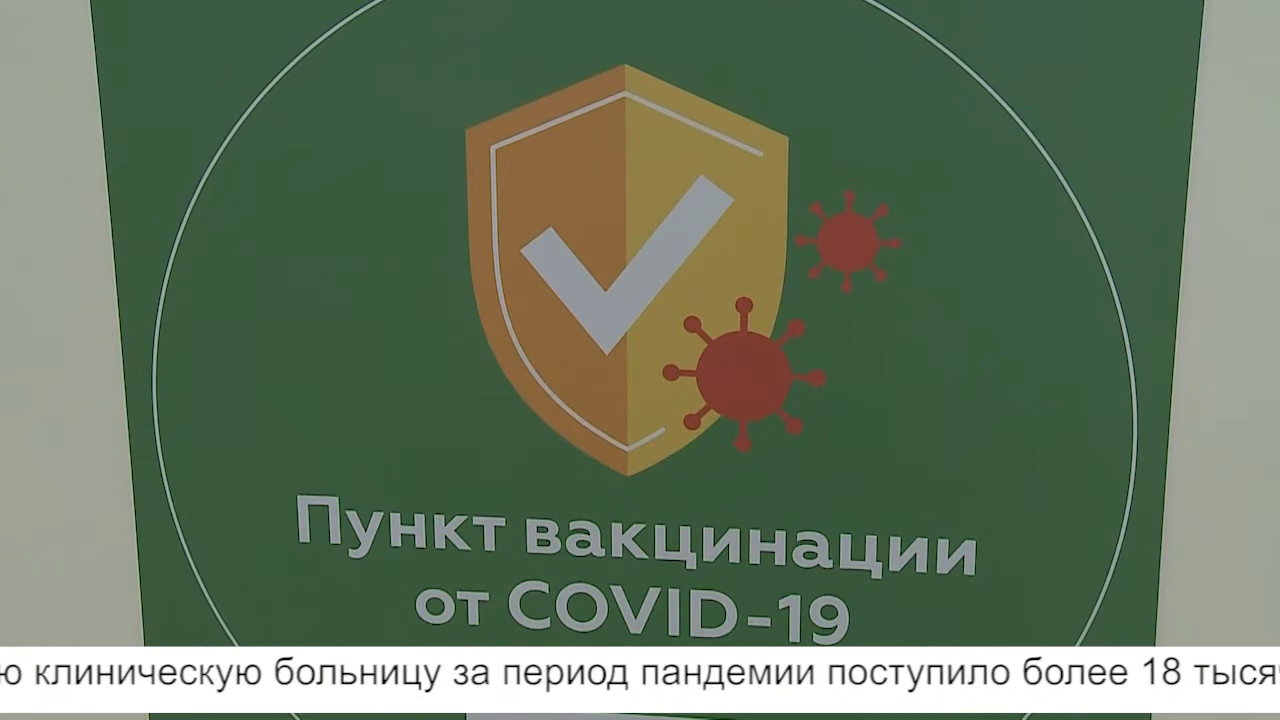 Пункт вакцинации
от COVID-19
клиническую больницу за период пандемии поступило более 18